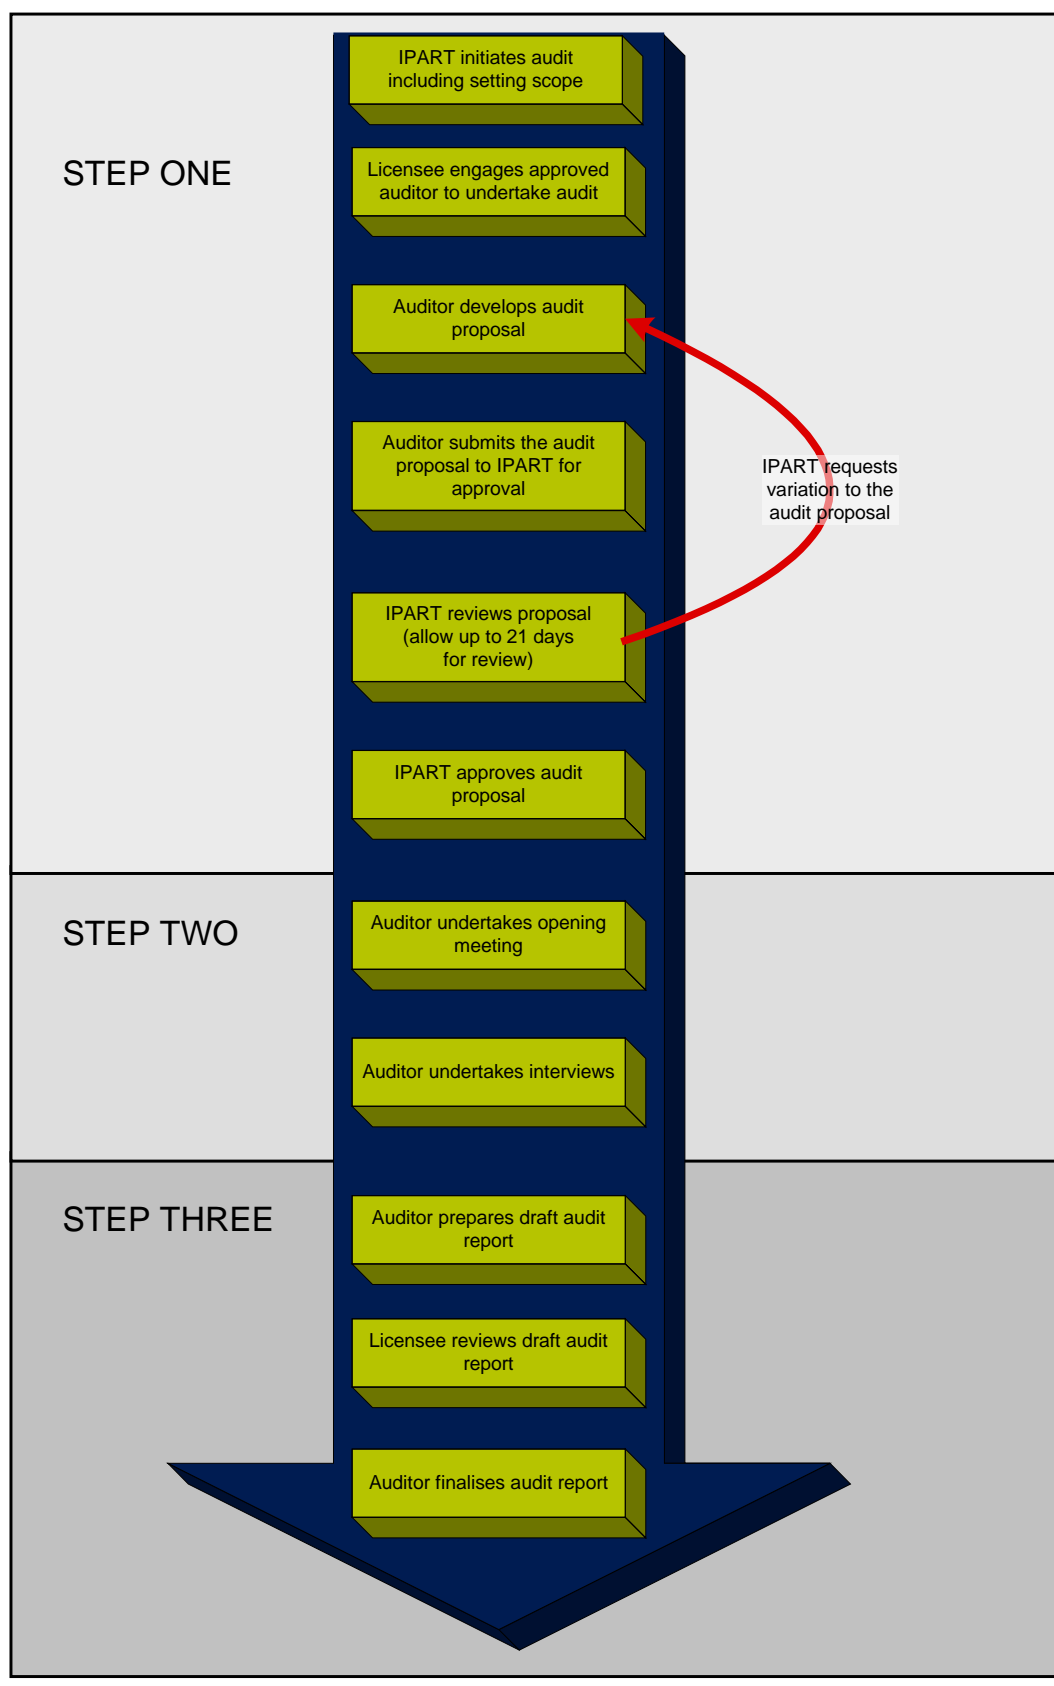 IPART initiates audit
including setting scope
STEP ONE
Licensee engages approved
auditor to undertake audit
Auditor develops audit
proposal
Auditor submits the audit
proposal to IPART for
approval
IPART requests
variation to the
audit proposal
IPART reviews proposal
(allow up to 21 days
for review)
IPART approves audit
proposal
STEP TWO
Auditor undertakes opening
meeting
Auditor undertakes interviews
STEP THREE
Auditor prepares draft audit
report
Licensee reviews draft audit
report
Auditor finalises audit report